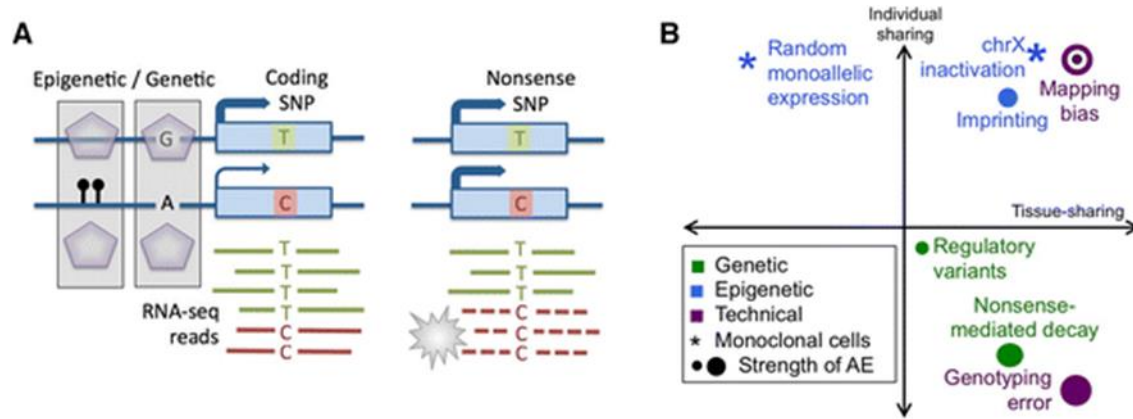 A
Epigenetic / Genetic
Coding
SNP
G
T
A
C
T
T
T
T
C
C
RNA-seq
reads
Nonsense
SNP
T
C
T
T
T
C
C
C
B
Individual
sharing
Tissue-sharing
* Random
monoallelic
expression
chrX *
inactivation
Mapping
bias
Imprinting
Regulatory
variants
Nonsense-
mediated decay
Genotyping
error
Genetic
Epigenetic
Technical
* Monoclonal cells
Strength of AE